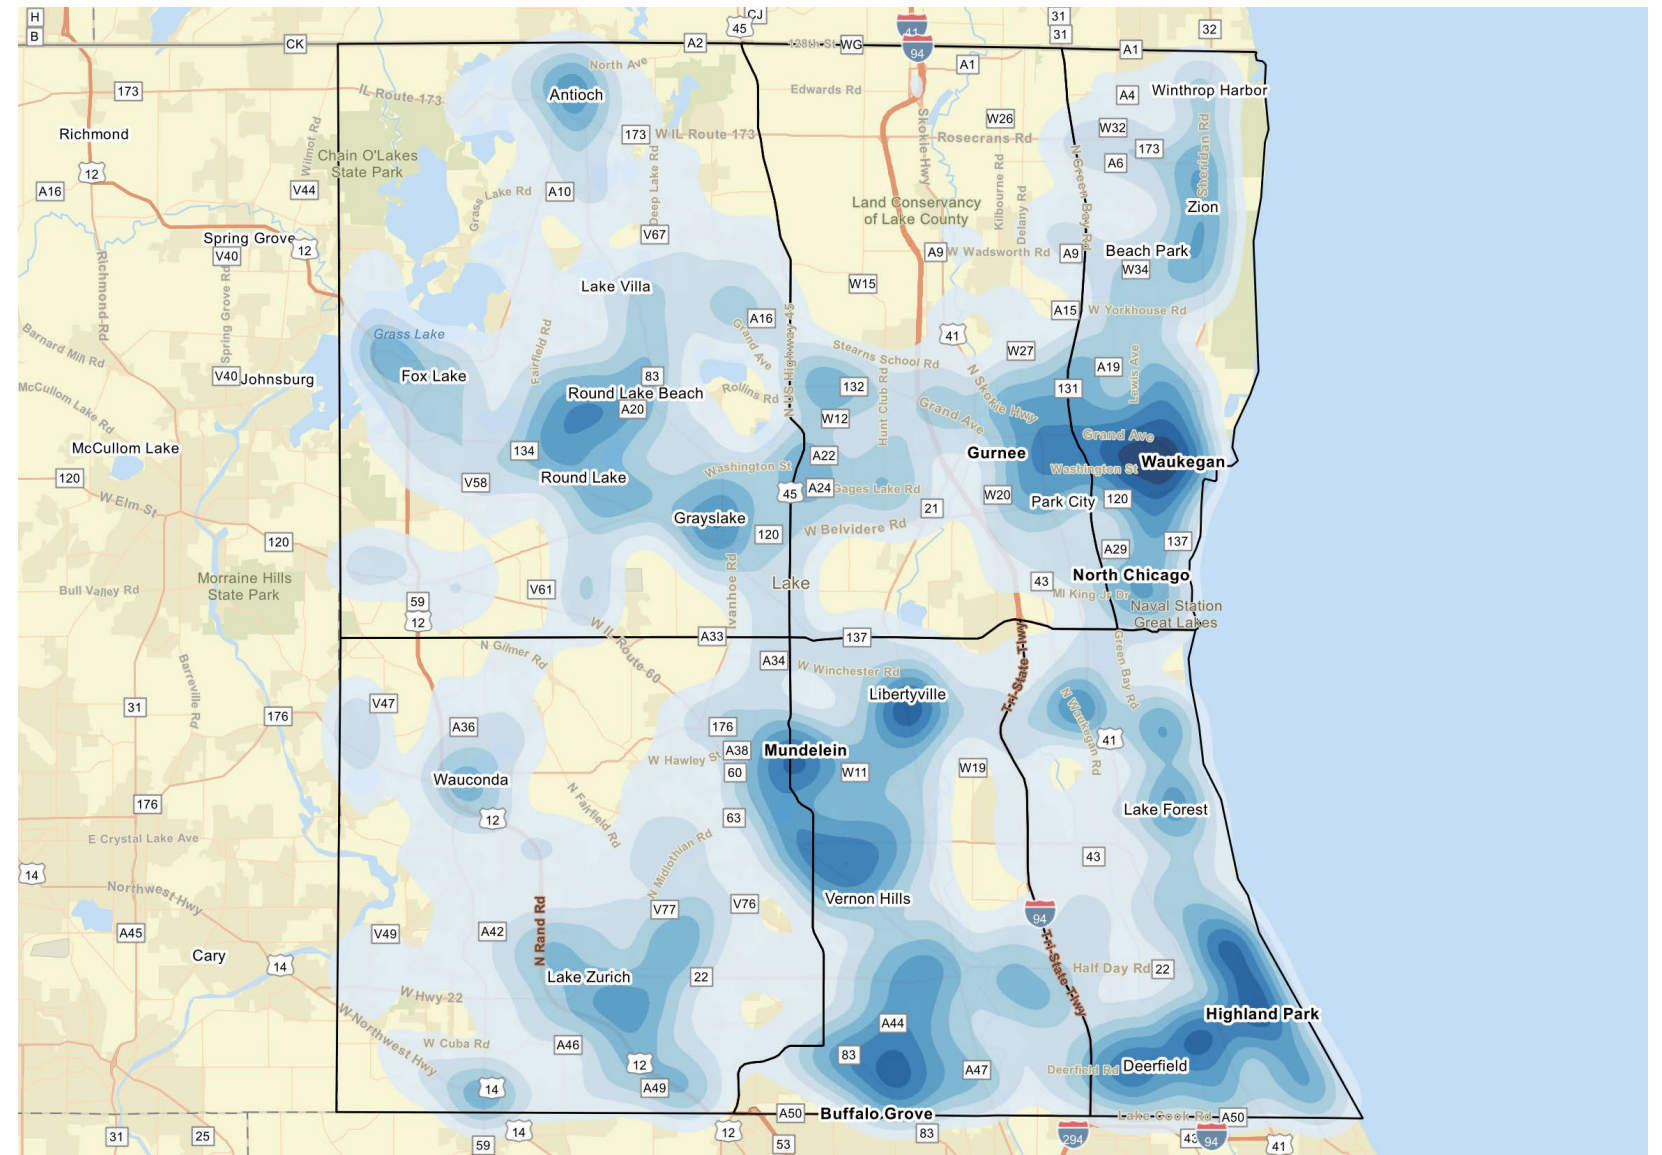 H
B
CK
A2
45
CJ
128th St
WG
41
94
31
31
A1
32
A1
North Ave
173
IL Route 173
Antioch
Edwards Rd
A4
Winthrop Harbor
Richmond
Wilmot Rd
173
W IL Route 173
Skokie Hwy
W26
Rosecrans Rd
W32
173
Sheridan Rd
Chain O'Lakes
State Park
12
A16
V44
Grass Lake Rd
A10
Deep Lake Rd
Kilbourne Rd
Delany Rd
N Green Bay Rd
A6
Land Conservancy
of Lake County
Zion
Spring Grove
V40
12
V67
A9
W Wadsworth Rd
A9
Beach Park
W34
Richmond Rd
Spring Grove Rd
Lake Villa
W15
A15
W Yorkhouse Rd
Grass Lake
A16
N US Highway 45
41
Barnard Mill Rd
Fairfield Rd
Grand Ave
Stearns School Rd
W27
A19
Lewis Ave
V40
Johnsburg
Fox Lake
83
Round Lake Beach
A20
Rollins Rd
132
Hunt Club Rd
N Skokie Hwy
131
McCullom Lake Rd
W12
Grand Ave
Grand Ave
McCullom Lake
134
A22
Gurnee
Washington St
Waukegan
120
V58
Round Lake
Washington St
45
A24
Gages Lake Rd
W20
Park City
120
W Elm St
Grayslake
120
W Belvidere Rd
21
120
A29
137
Bull Valley Rd
Morraine Hills
State Park
59
12
V61
Ivanhoe Rd
Lake
43
North Chicago
Ml King Jr Dr
Naval Station
Great Lakes
A33
137
W IL Route 60
N Gilmer Rd
A34
W Winchester Rd
Tri-State Tlwy
Green Bay Rd
Barreville Rd
31
176
V47
A36
176
Libertyville
N Waukegan Rd
41
A38
Mundelein
60
W Hawley St
W11
W19
Wauconda
176
12
N Fairfield Rd
63
Lake Forest
E Crystal Lake Ave
14
N Midlothian Rd
43
Northwest Hwy
Vernon Hills
V77
V76
94
A45
V49
A42
N Rand Rd
Cary
14
Lake Zurich
22
Tri-State Tlwy
Half Day Rd
22
W Hwy 22
W Northwest Hwy
A44
Highland Park
W Cuba Rd
A46
12
83
Deerfield Rd
Deerfield
14
A49
A47
A50
Buffalo Grove
Lake Cook Rd
A50
31
25
59
14
12
53
83
294
43
94
41